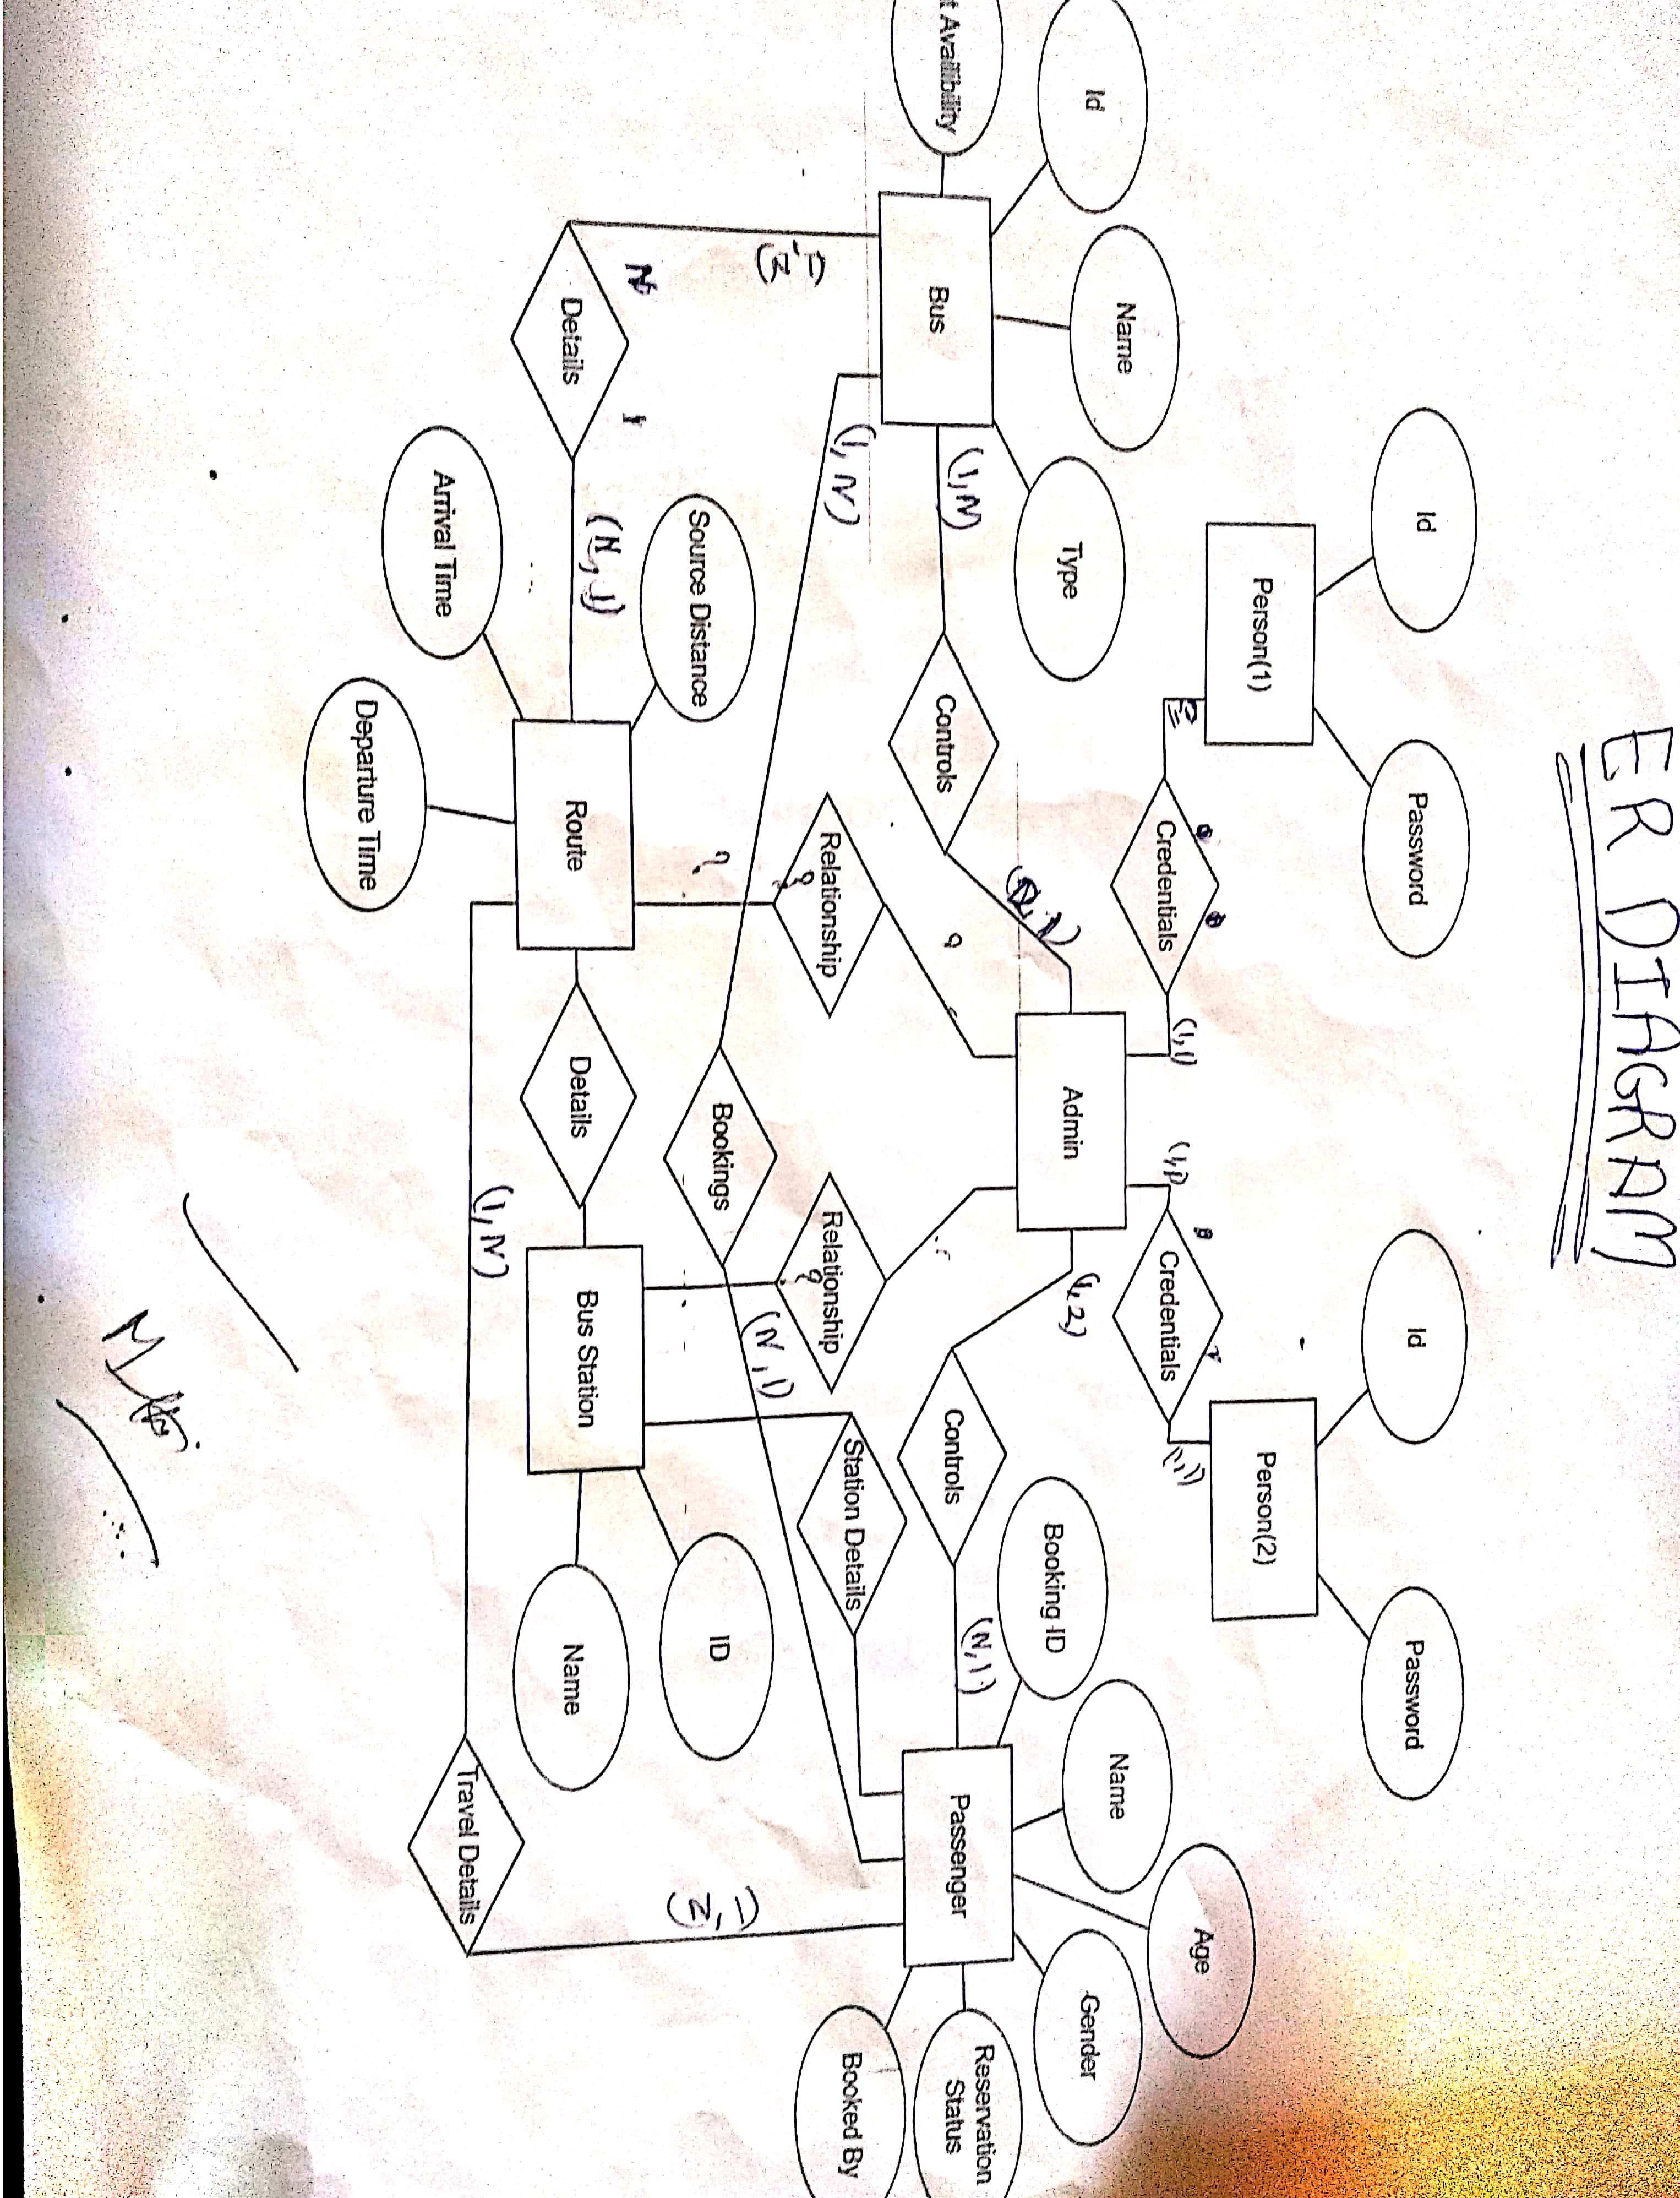 ER DIAGRAM
Id
Password
Id
Password
Person(1)
Person(2)
Age
Credentials
Credentials
(1,1)
(1,1)
(1,1)
Id
Name
Type
Admin
Booking ID
Name
Gender
(1,2)
t Availibility
Bus
(1,N)
Controls
Controls
(N,1)
Passenger
Reservation
Status
Booked By
(1,N)
(1,N)
Relationship
?
Relationship
?
Station Details
?
?
(N,1)
(1,N)
Source Distance
Bookings
ID
N
1
(N,1)
Details
Route
Details
Bus Station
Name
Arrival Time
Departure Time
(1,N)
Travel Details